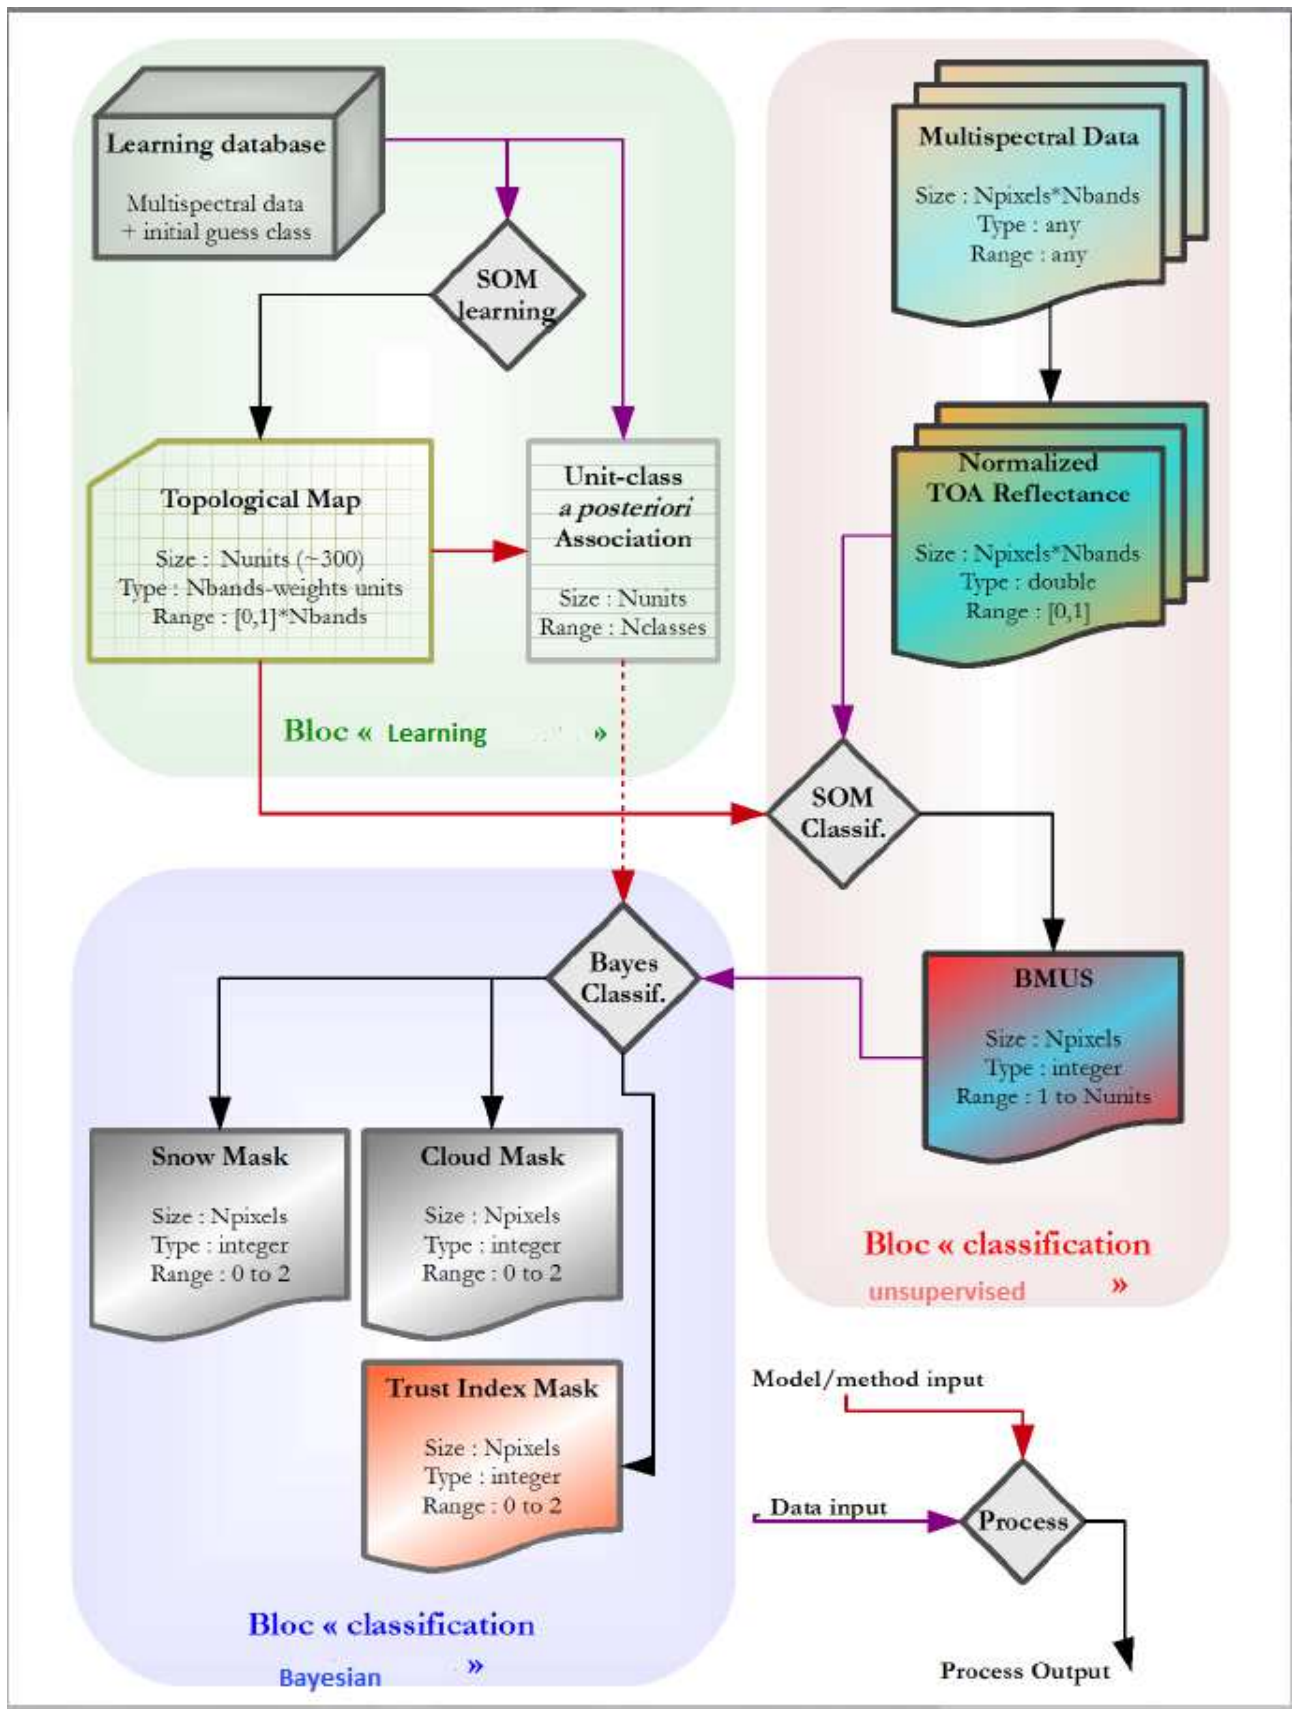 Learning database
Multispectral data
+ initial guess class
SOM
learning
Topological Map
Size : Nunits (~300)
Type : Nbands-weights units
Range : [0,1]*Nbands
Unit-class
a posteriori
Association
Size : Nunits
Range : Nclasses
Bloc « Learning »
Multispectral Data
Size : Npixels*Nbands
Type : any
Range : any
Normalized
TOA Reflectance
Size : Npixels*Nbands
Type : double
Range : [0,1]
SOM
Classif.
BMUS
Size : Npixels
Type : integer
Range : 1 to Nunits
Bloc « classification
unsupervised »
Bayes
Classif.
Snow Mask
Size : Npixels
Type : integer
Range : 0 to 2
Cloud Mask
Size : Npixels
Type : integer
Range : 0 to 2
Trust Index Mask
Size : Npixels
Type : integer
Range : 0 to 2
Bloc « classification
Bayesian »
Model/method input
Data input
Process
Process Output